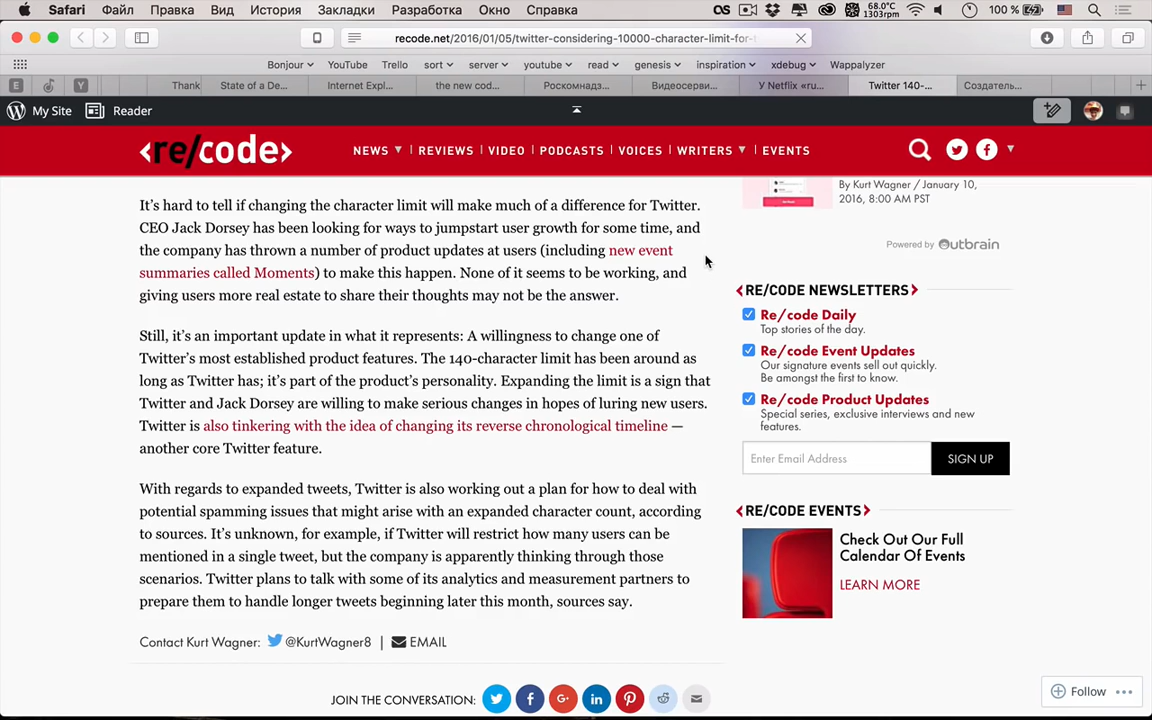 Safari Файл Правка Вид История Закладки Разработка Окно Справка 68.0°C 1303rpm 100 %
recode.net/2016/01/05/twitter-considering-10000-character-limit-for-t
Bonjour YouTube Trello sort server youtube read genesis inspiration xdebug Wappalyzer
E Y Thank State of a De... Internet Expl... the new cod... Роскомнадз... Видеосерви... У Netflix «ru... Twitter 140-... Создатель...
My Site Reader
<re/code> NEWS REVIEWS VIDEO PODCASTS VOICES WRITERS EVENTS
It's hard to tell if changing the character limit will make much of a difference for Twitter.
CEO Jack Dorsey has been looking for ways to jumpstart user growth for some time, and
the company has thrown a number of product updates at users (including new event
summaries called Moments) to make this happen. None of it seems to be working, and
giving users more real estate to share their thoughts may not be the answer.
Still, it's an important update in what it represents: A willingness to change one of
Twitter's most established product features. The 140-character limit has been around as
long as Twitter has; it's part of the product's personality. Expanding the limit is a sign that
Twitter and Jack Dorsey are willing to make serious changes in hopes of luring new users.
Twitter is also tinkering with the idea of changing its reverse chronological timeline —
another core Twitter feature.
With regards to expanded tweets, Twitter is also working out a plan for how to deal with
potential spamming issues that might arise with an expanded character count, according
to sources. It's unknown, for example, if Twitter will restrict how many users can be
mentioned in a single tweet, but the company is apparently thinking through those
scenarios. Twitter plans to talk with some of its analytics and measurement partners to
prepare them to handle longer tweets beginning later this month, sources say.
Contact Kurt Wagner: @KurtWagner8 | EMAIL
JOIN THE CONVERSATION:
By Kurt Wagner / January 10,
2016, 8:00 AM PST
Powered by Outbrain
RE/CODE NEWSLETTERS
Re/code Daily
Top stories of the day.
Re/code Event Updates
Our signature events sell out quickly.
Be amongst the first to know.
Re/code Product Updates
Special series, exclusive interviews and new
features.
Enter Email Address SIGN UP
RE/CODE EVENTS
Check Out Our Full
Calendar Of Events
LEARN MORE
Follow